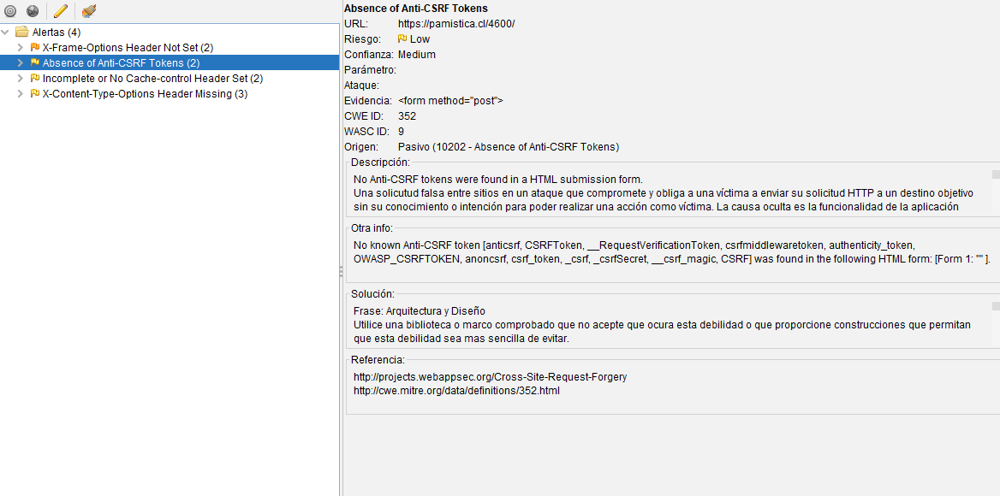 Alertas (4)
X-Frame-Options Header Not Set (2)
Absence of Anti-CSRF Tokens (2)
Incomplete or No Cache-control Header Set (2)
X-Content-Type-Options Header Missing (3)
Absence of Anti-CSRF Tokens
URL: https://pamistica.cl/4600/
Riesgo: Low
Confianza: Medium
Parámetro:
Ataque:
Evidencia: <form method="post">
CWE ID: 352
WASC ID: 9
Origen: Pasivo (10202 - Absence of Anti-CSRF Tokens)
Descripción:
No Anti-CSRF tokens were found in a HTML submission form.
Una solicutud falsa entre sitios en un ataque que compromete y obliga a una víctima a enviar su solicitud HTTP a un destino objetivo
sin su conocimiento o intención para poder realizar una acción como víctima. La causa oculta es la funcionalidad de la aplicación
Otra info:
No known Anti-CSRF token [anticsrf, CSRFToken, __RequestVerificationToken, csrfmiddlewaretoken, authenticity_token,
OWASP_CSRFTOKEN, anoncsrf, csrf_token, _csrf, _csrfSecret, __csrf_magic, CSRF] was found in the following HTML form: [Form 1: "" ].
Solución:
Frase: Arquitectura y Diseño
Utilice una biblioteca o marco comprobado que no acepte que ocura esta debilidad o que proporcione construcciones que permitan
que esta debilidad sea mas sencilla de evitar.
Referencia:
http://projects.webappsec.org/Cross-Site-Request-Forgery
http://cwe.mitre.org/data/definitions/352.html